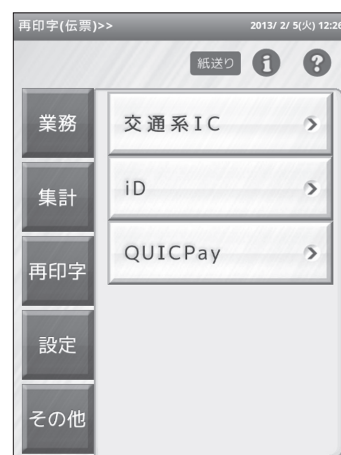 再印字(伝票)>> 2013/ 2/ 5(火) 12:26
紙送り i ?
業務
交通系IC
集計
iD
再印字
QUICPay
設定
その他